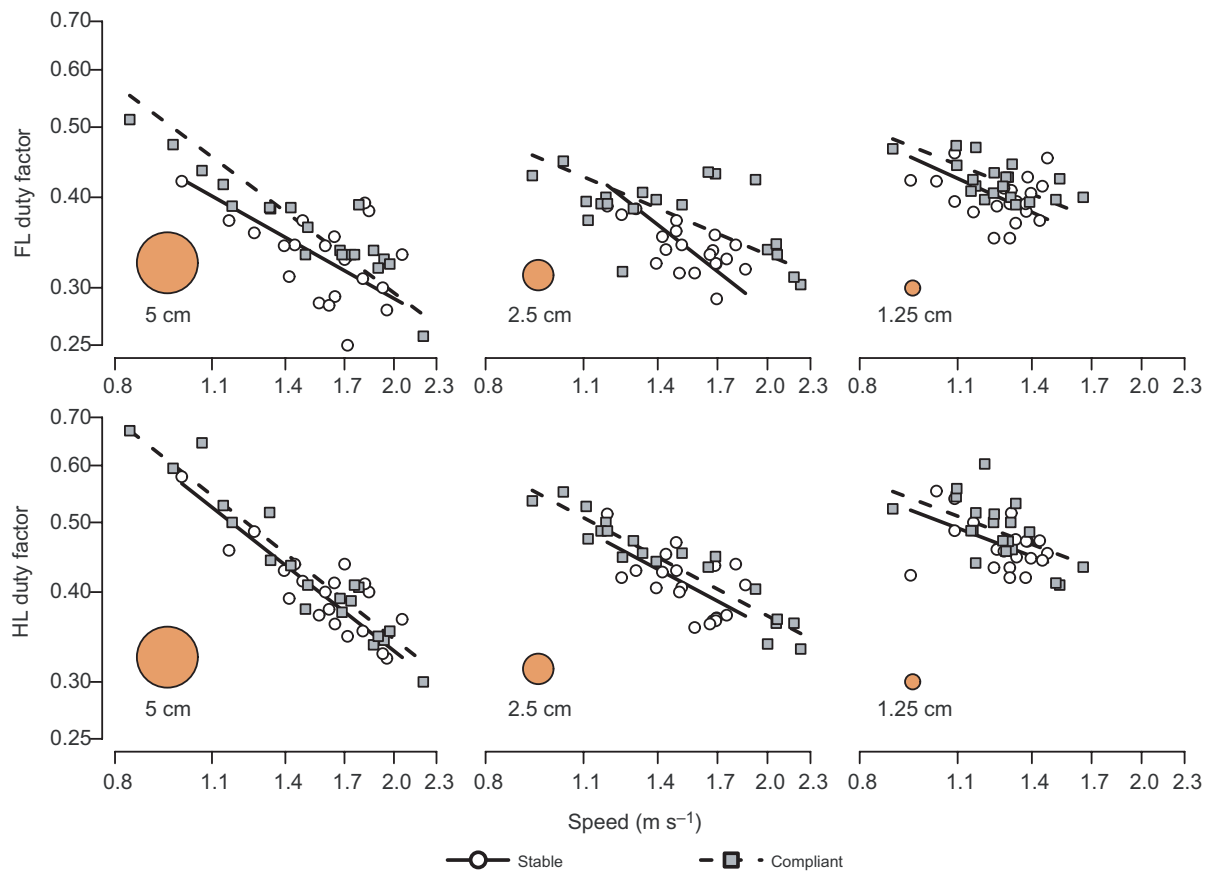 0.70
0.60
0.50
0.40
0.30
0.25
FL duty factor
5 cm
2.5 cm
1.25 cm
0.8 1.1 1.4 1.7 2.0 2.3
0.8 1.1 1.4 1.7 2.0 2.3
0.8 1.1 1.4 1.7 2.0 2.3
0.70
0.60
0.50
0.40
0.30
0.25
HL duty factor
5 cm
2.5 cm
1.25 cm
0.8 1.1 1.4 1.7 2.0 2.3
0.8 1.1 1.4 1.7 2.0 2.3
0.8 1.1 1.4 1.7 2.0 2.3
Speed (m s⁻¹)
Stable
Compliant